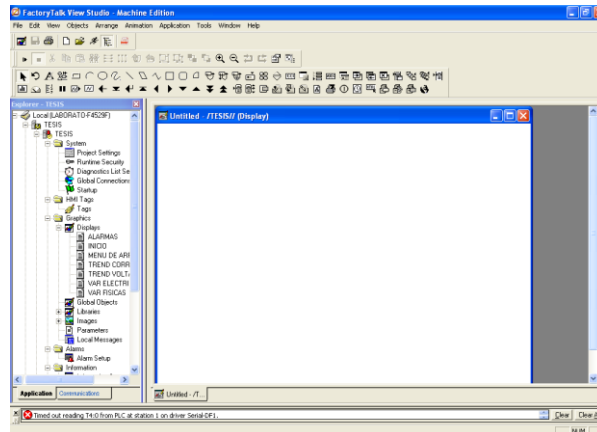 FactoryTalk View Studio - Machine Edition
File Edit View Objects Arrange Animation Application Tools Window Help
Explorer - TESIS
Local (LABORATO-F4529F)
TESIS
TESIS
System
Project Settings
Runtime Security
Diagnostics List Se
Global Connections
Startup
HMI Tags
Tags
Graphics
Displays
ALARMAS
INICIO
MENU DE ARR
TREND CORR
TREND VOLT
VAR ELECTRI
VAR FISICAS
Global Objects
Libraries
Images
Parameters
Local Messages
Alarms
Alarm Setup
Information
Application Communications
Untitled - /TESIS// (Display)
Untitled - /T...
Timed out reading T4:0 from PLC at station 1 on driver Serial-DF1.
Clear Clear A
NUM